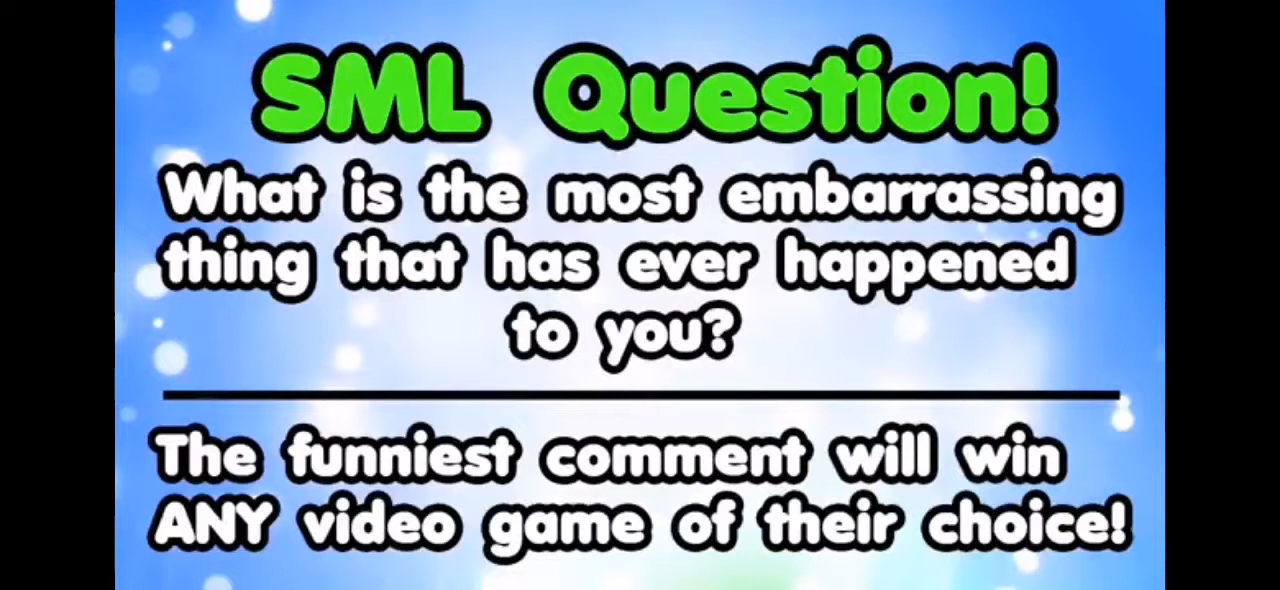 SML Question!
What is the most embarrassing
thing that has ever happened
to you?
The funniest comment will win
ANY video game of their choice!